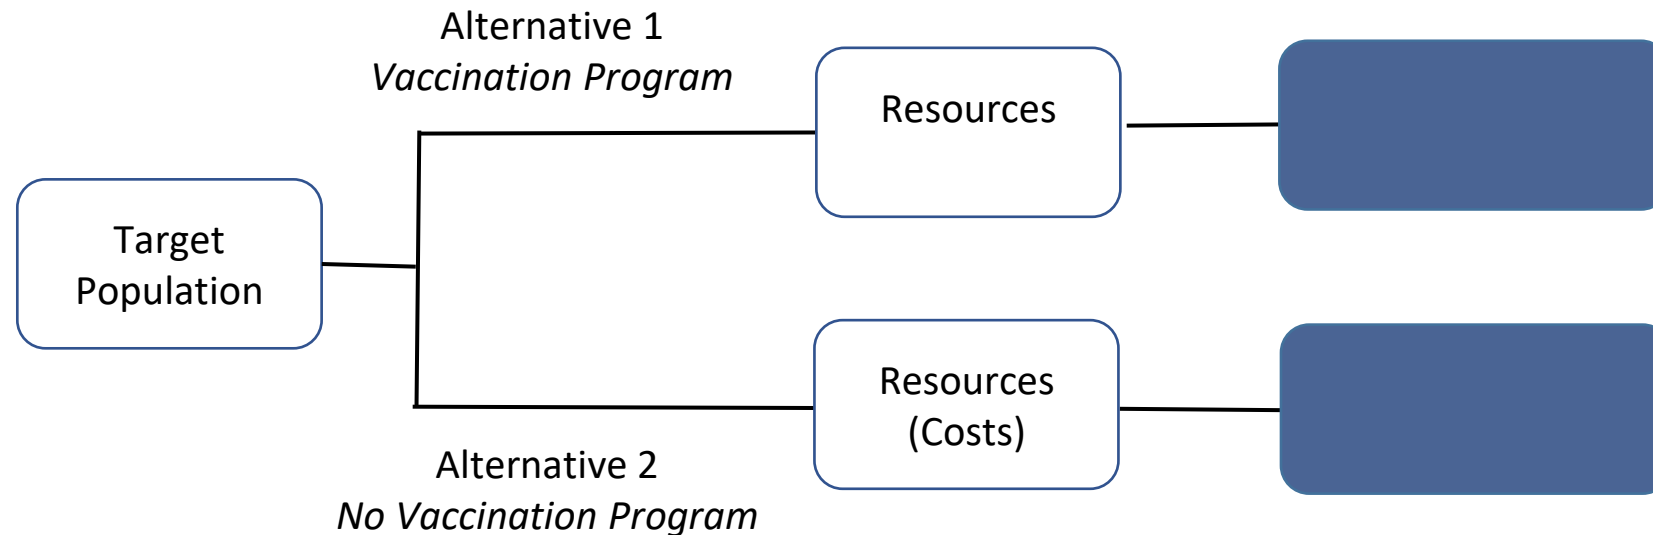 Alternative 1
Vaccination Program
Resources
Target
Population
Resources
(Costs)
Alternative 2
No Vaccination Program